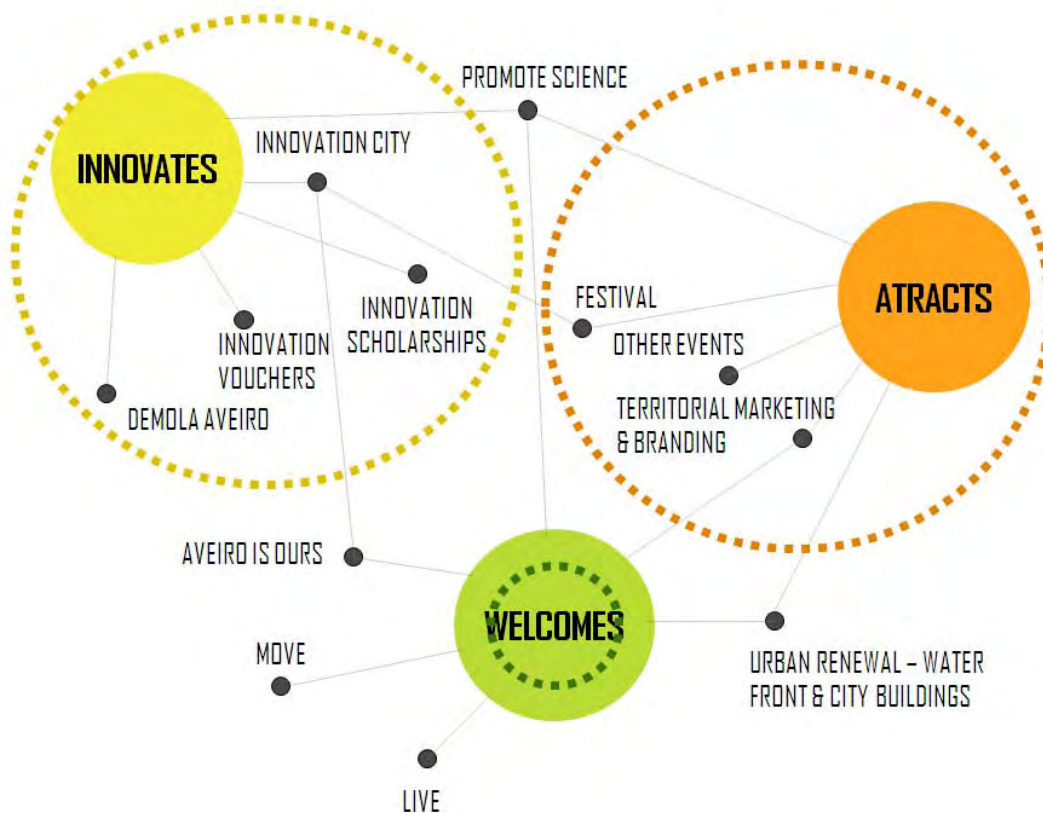 PROMOTE SCIENCE
INNOVATION CITY
INNOVATES
INNOVATION
SCHOLARSHIPS
INNOVATION
VOUCHERS
DEMOLA AVEIRO
FESTIVAL
ATRACTS
OTHER EVENTS
TERRITORIAL MARKETING
& BRANDING
AVEIRO IS OURS
WELCOMES
MOVE
URBAN RENEWAL – WATER
FRONT & CITY BUILDINGS
LIVE